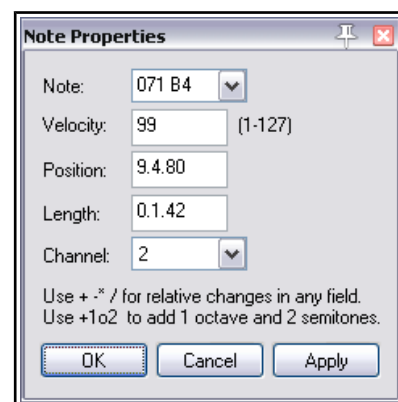 Note Properties
Note: 071 B4
Velocity: 99 (1-127)
Position: 9.4.80
Length: 0.1.42
Channel: 2
Use + -* / for relative changes in any field.
Use +1o2 to add 1 octave and 2 semitones.
OK Cancel Apply